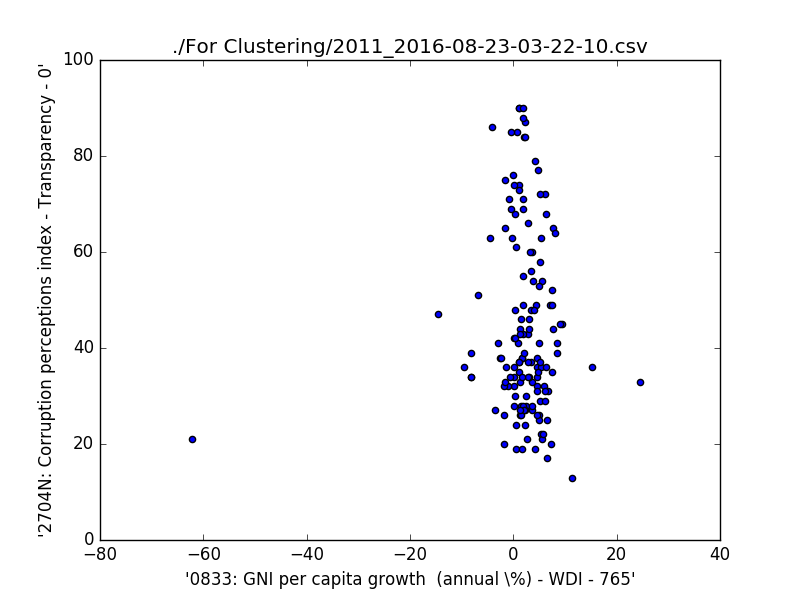 ./For Clustering/2011_2016-08-23-03-22-10.csv
100
80
60
40
20
0
'2704N: Corruption perceptions index - Transparency - 0'
−80 −60 −40 −20 0 20 40
'0833: GNI per capita growth  (annual \%) - WDI - 765'